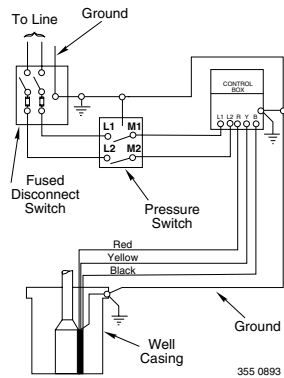 To Line
Ground
CONTROL
BOX
L1 L2 R Y B
L1 M1
L2 M2
Fused
Disconnect
Switch
Pressure
Switch
Red
Yellow
Black
Ground
Well
Casing
355 0893